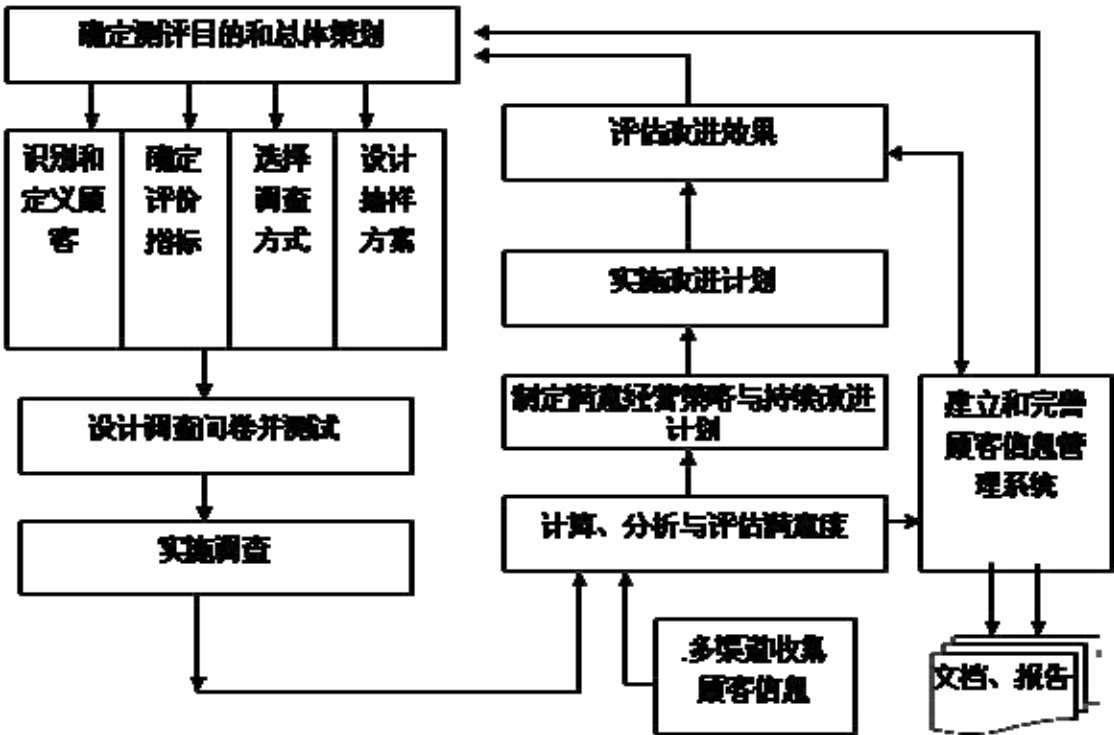 确定测评目的和总体策划
识别和
定义顾
客
确定
评价
指标
选择
调查
方式
设计
抽样
方案
设计调查问卷并测试
实施调查
评估改进效果
实施改进计划
制定满意经营策略与持续改进
计划
计算、分析与评估满意度
.多渠道收集
顾客信息
建立和完善
顾客信息管
理系统
文档、报告